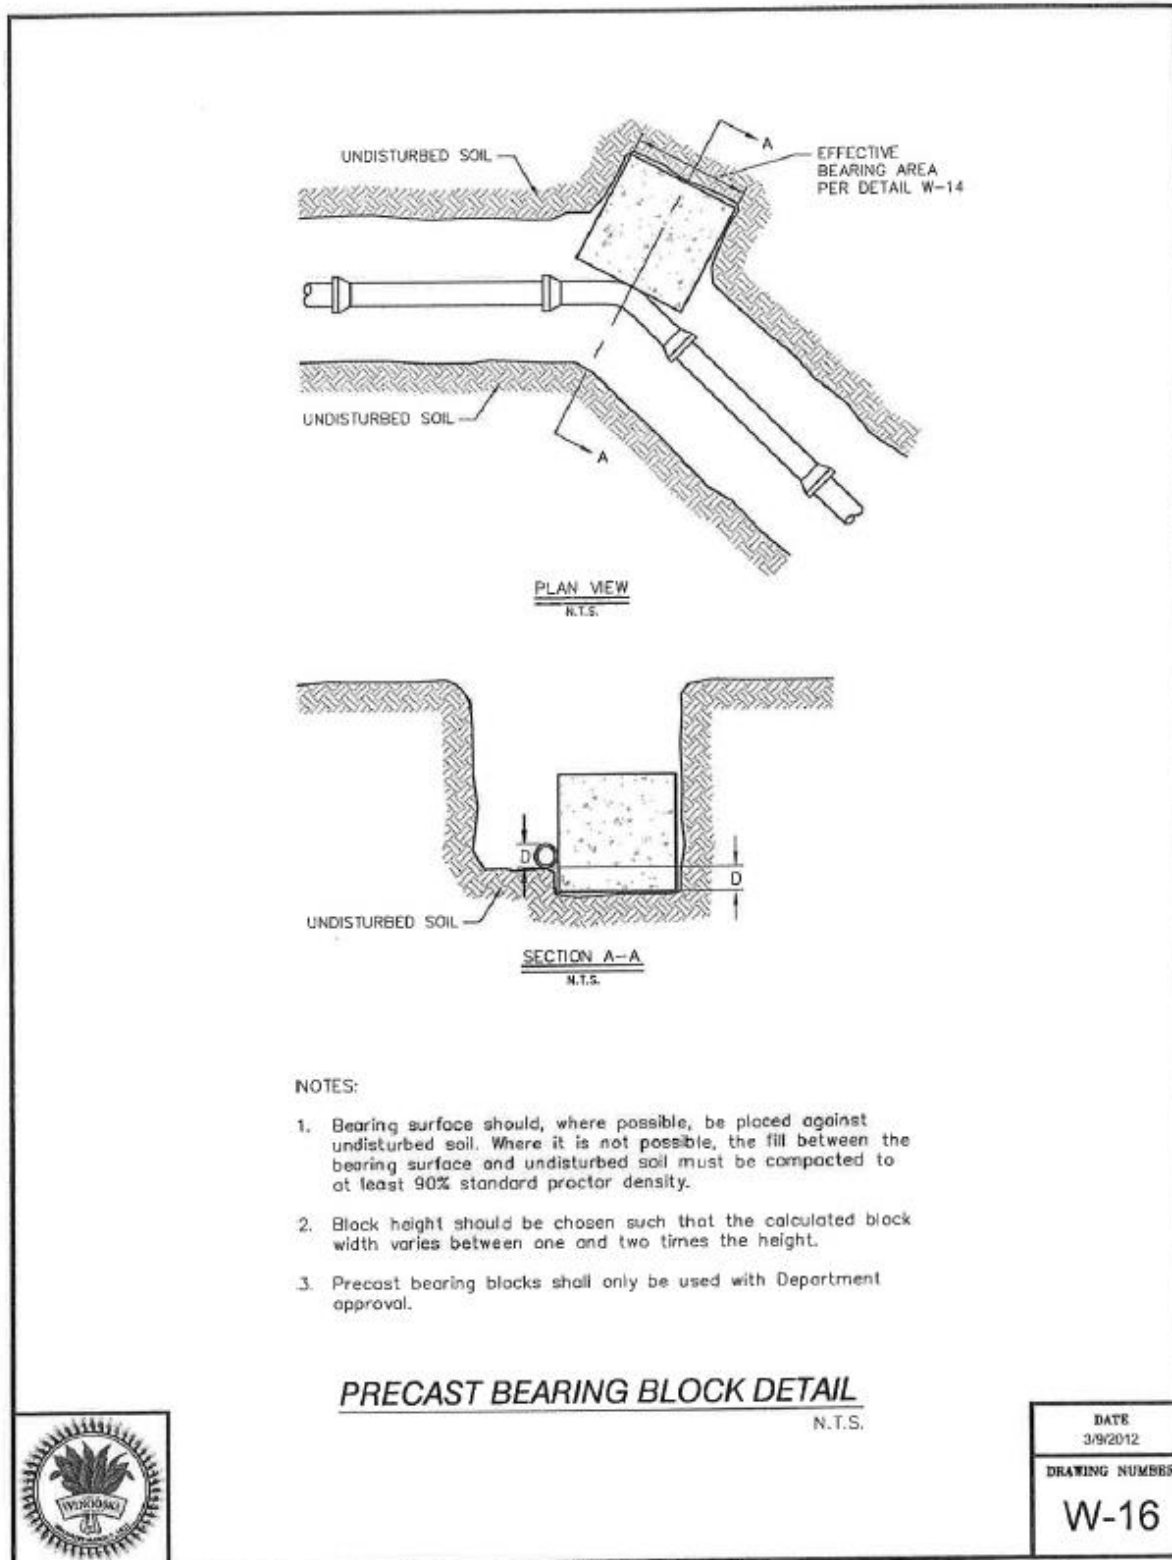 UNDISTURBED SOIL
A
EFFECTIVE
BEARING AREA
PER DETAIL W-14
UNDISTURBED SOIL
A
PLAN VIEW
N.T.S.
D
D
UNDISTURBED SOIL
SECTION A-A
N.T.S.
NOTES:
1. Bearing surface should, where possible, be placed against
undisturbed soil. Where it is not possible, the fill between the
bearing surface and undisturbed soil must be compacted to
at least 90% standard proctor density.
2. Block height should be chosen such that the calculated block
width varies between one and two times the height.
3. Precast bearing blocks shall only be used with Department
approval.
PRECAST BEARING BLOCK DETAIL
N.T.S.
DATE
3/9/2012
DRAWING NUMBER
W-16
WINOOSKI